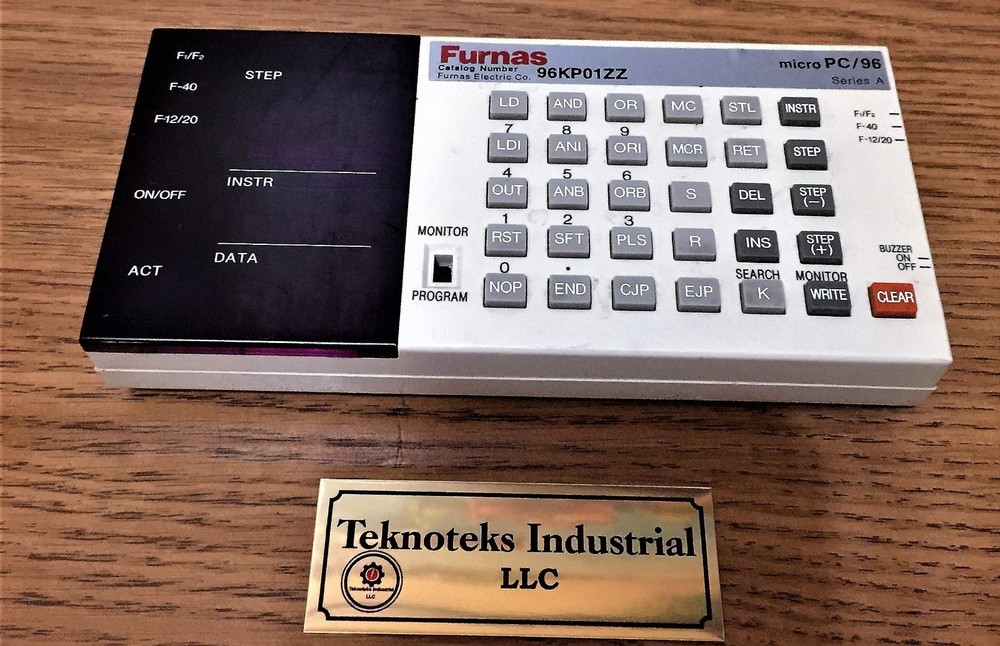 F₁/F₂
STEP
F-40
F-12/20
INSTR
ON/OFF
DATA
ACT
Furnas
Catalog Number
Furnas Electric Co. 96KP01ZZ
micro PC/96
Series A
LD AND OR MC STL INSTR
7 8 9
LDI ANI ORI MCR RET STEP
4 5 6
OUT ANB ORB S DEL STEP (−)
1 2 3
RST SFT PLS R INS STEP (+)
0 . SEARCH MONITOR
NOP END CJP EJP K WRITE CLEAR
F₁/F₂
F-40
F-12/20
BUZZER
ON
OFF
MONITOR
PROGRAM
Teknoteks Industrial
LLC
Teknoteks Industrial
LLC